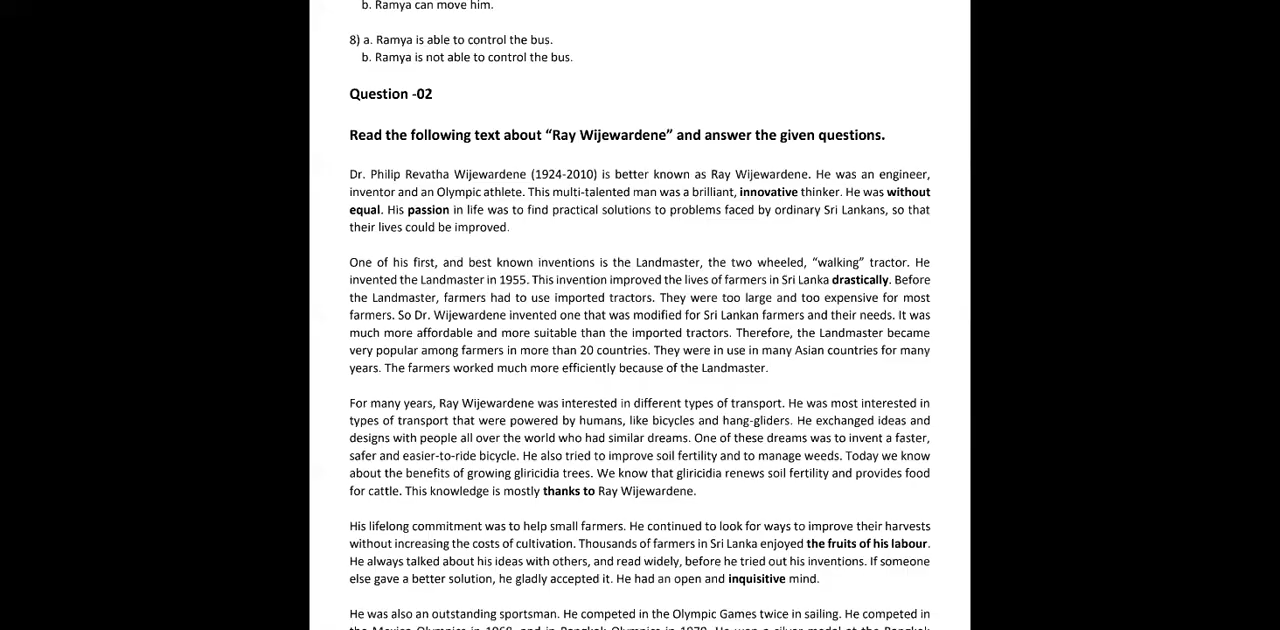 b. Ramya can move him.
8) a. Ramya is able to control the bus.
b. Ramya is not able to control the bus.
Question -02
Read the following text about “Ray Wijewardene” and answer the given questions.
Dr. Philip Revatha Wijewardene (1924-2010) is better known as Ray Wijewardene. He was an engineer,
inventor and an Olympic athlete. This multi-talented man was a brilliant, innovative thinker. He was without
equal. His passion in life was to find practical solutions to problems faced by ordinary Sri Lankans, so that
their lives could be improved.
One of his first, and best known inventions is the Landmaster, the two wheeled, “walking” tractor. He
invented the Landmaster in 1955. This invention improved the lives of farmers in Sri Lanka drastically. Before
the Landmaster, farmers had to use imported tractors. They were too large and too expensive for most
farmers. So Dr. Wijewardene invented one that was modified for Sri Lankan farmers and their needs. It was
much more affordable and more suitable than the imported tractors. Therefore, the Landmaster became
very popular among farmers in more than 20 countries. They were in use in many Asian countries for many
years. The farmers worked much more efficiently because of the Landmaster.
For many years, Ray Wijewardene was interested in different types of transport. He was most interested in
types of transport that were powered by humans, like bicycles and hang-gliders. He exchanged ideas and
designs with people all over the world who had similar dreams. One of these dreams was to invent a faster,
safer and easier-to-ride bicycle. He also tried to improve soil fertility and to manage weeds. Today we know
about the benefits of growing gliricidia trees. We know that gliricidia renews soil fertility and provides food
for cattle. This knowledge is mostly thanks to Ray Wijewardene.
His lifelong commitment was to help small farmers. He continued to look for ways to improve their harvests
without increasing the costs of cultivation. Thousands of farmers in Sri Lanka enjoyed the fruits of his labour.
He always talked about his ideas with others, and read widely, before he tried out his inventions. If someone
else gave a better solution, he gladly accepted it. He had an open and inquisitive mind.
He was also an outstanding sportsman. He competed in the Olympic Games twice in sailing. He competed in